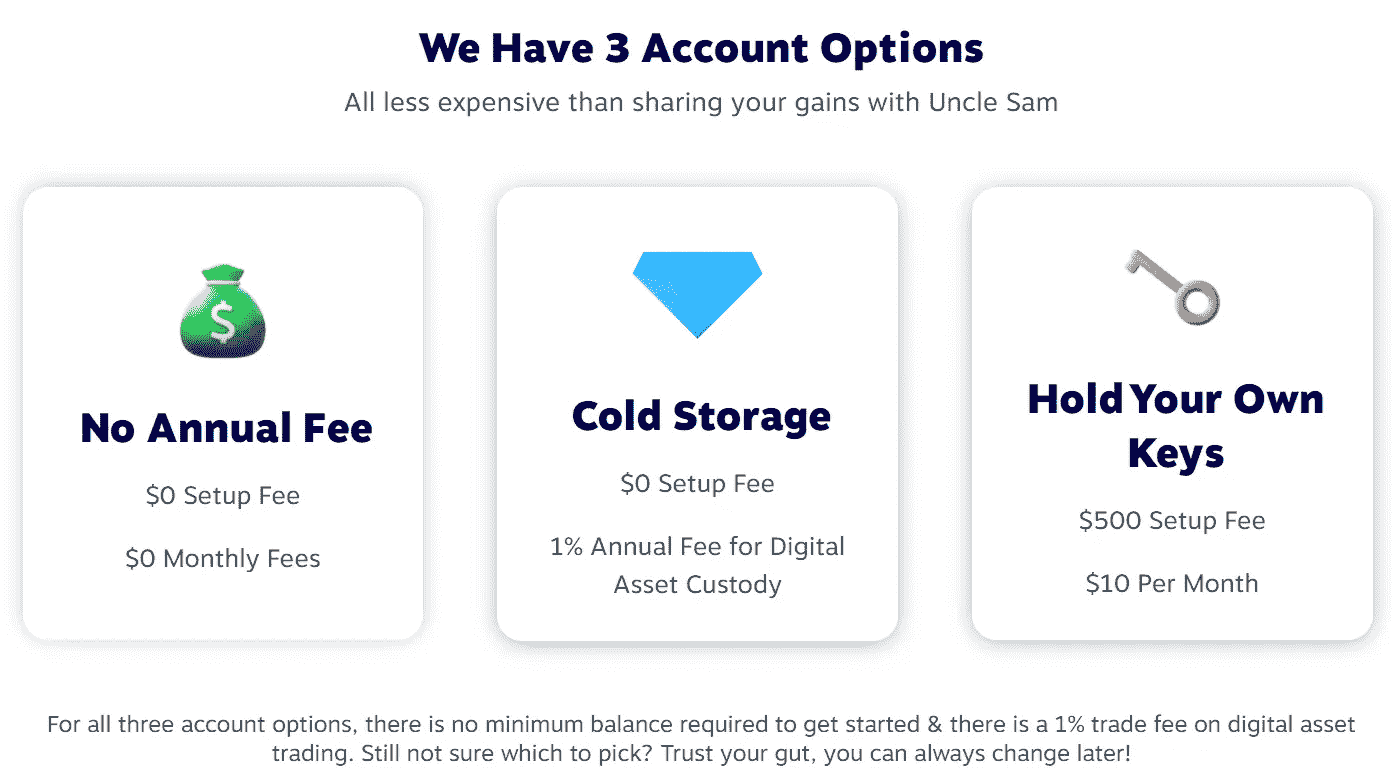 We Have 3 Account Options
All less expensive than sharing your gains with Uncle Sam
$
No Annual Fee
$0 Setup Fee
$0 Monthly Fees
Cold Storage
$0 Setup Fee
1% Annual Fee for Digital
Asset Custody
Hold Your Own
Keys
$500 Setup Fee
$10 Per Month
For all three account options, there is no minimum balance required to get started & there is a 1% trade fee on digital asset
trading. Still not sure which to pick? Trust your gut, you can always change later!